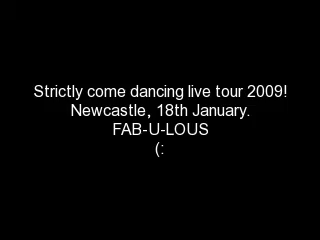 Strictly come dancing live tour 2009!
Newcastle, 18th January.
FAB-U-LOUS
(: